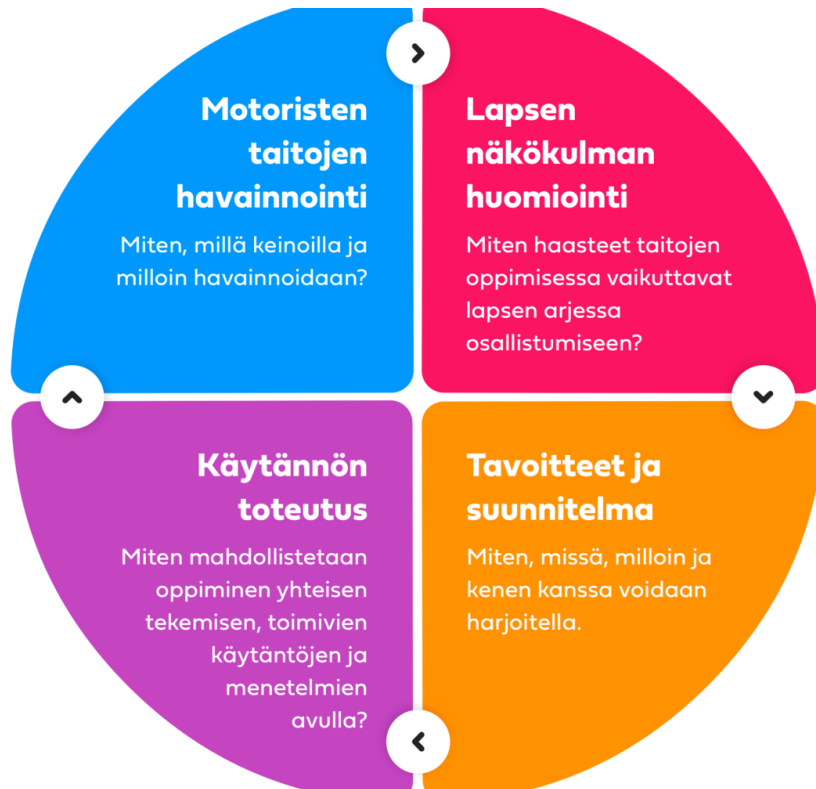 Motoristen
taitojen
havainnointi
Miten, millä keinoilla ja
milloin havainnoidaan?
Lapsen
näkökulman
huomiointi
Miten haasteet taitojen
oppimisessa vaikuttavat
lapsen arjessa
osallistumiseen?
Tavoitteet ja
suunnitelma
Miten, missä, milloin ja
kenen kanssa voidaan
harjoitella.
Käytännön
toteutus
Miten mahdollistetaan
oppiminen yhteisen
tekemisen, toimivien
käytäntöjen ja
menetelmien
avulla?